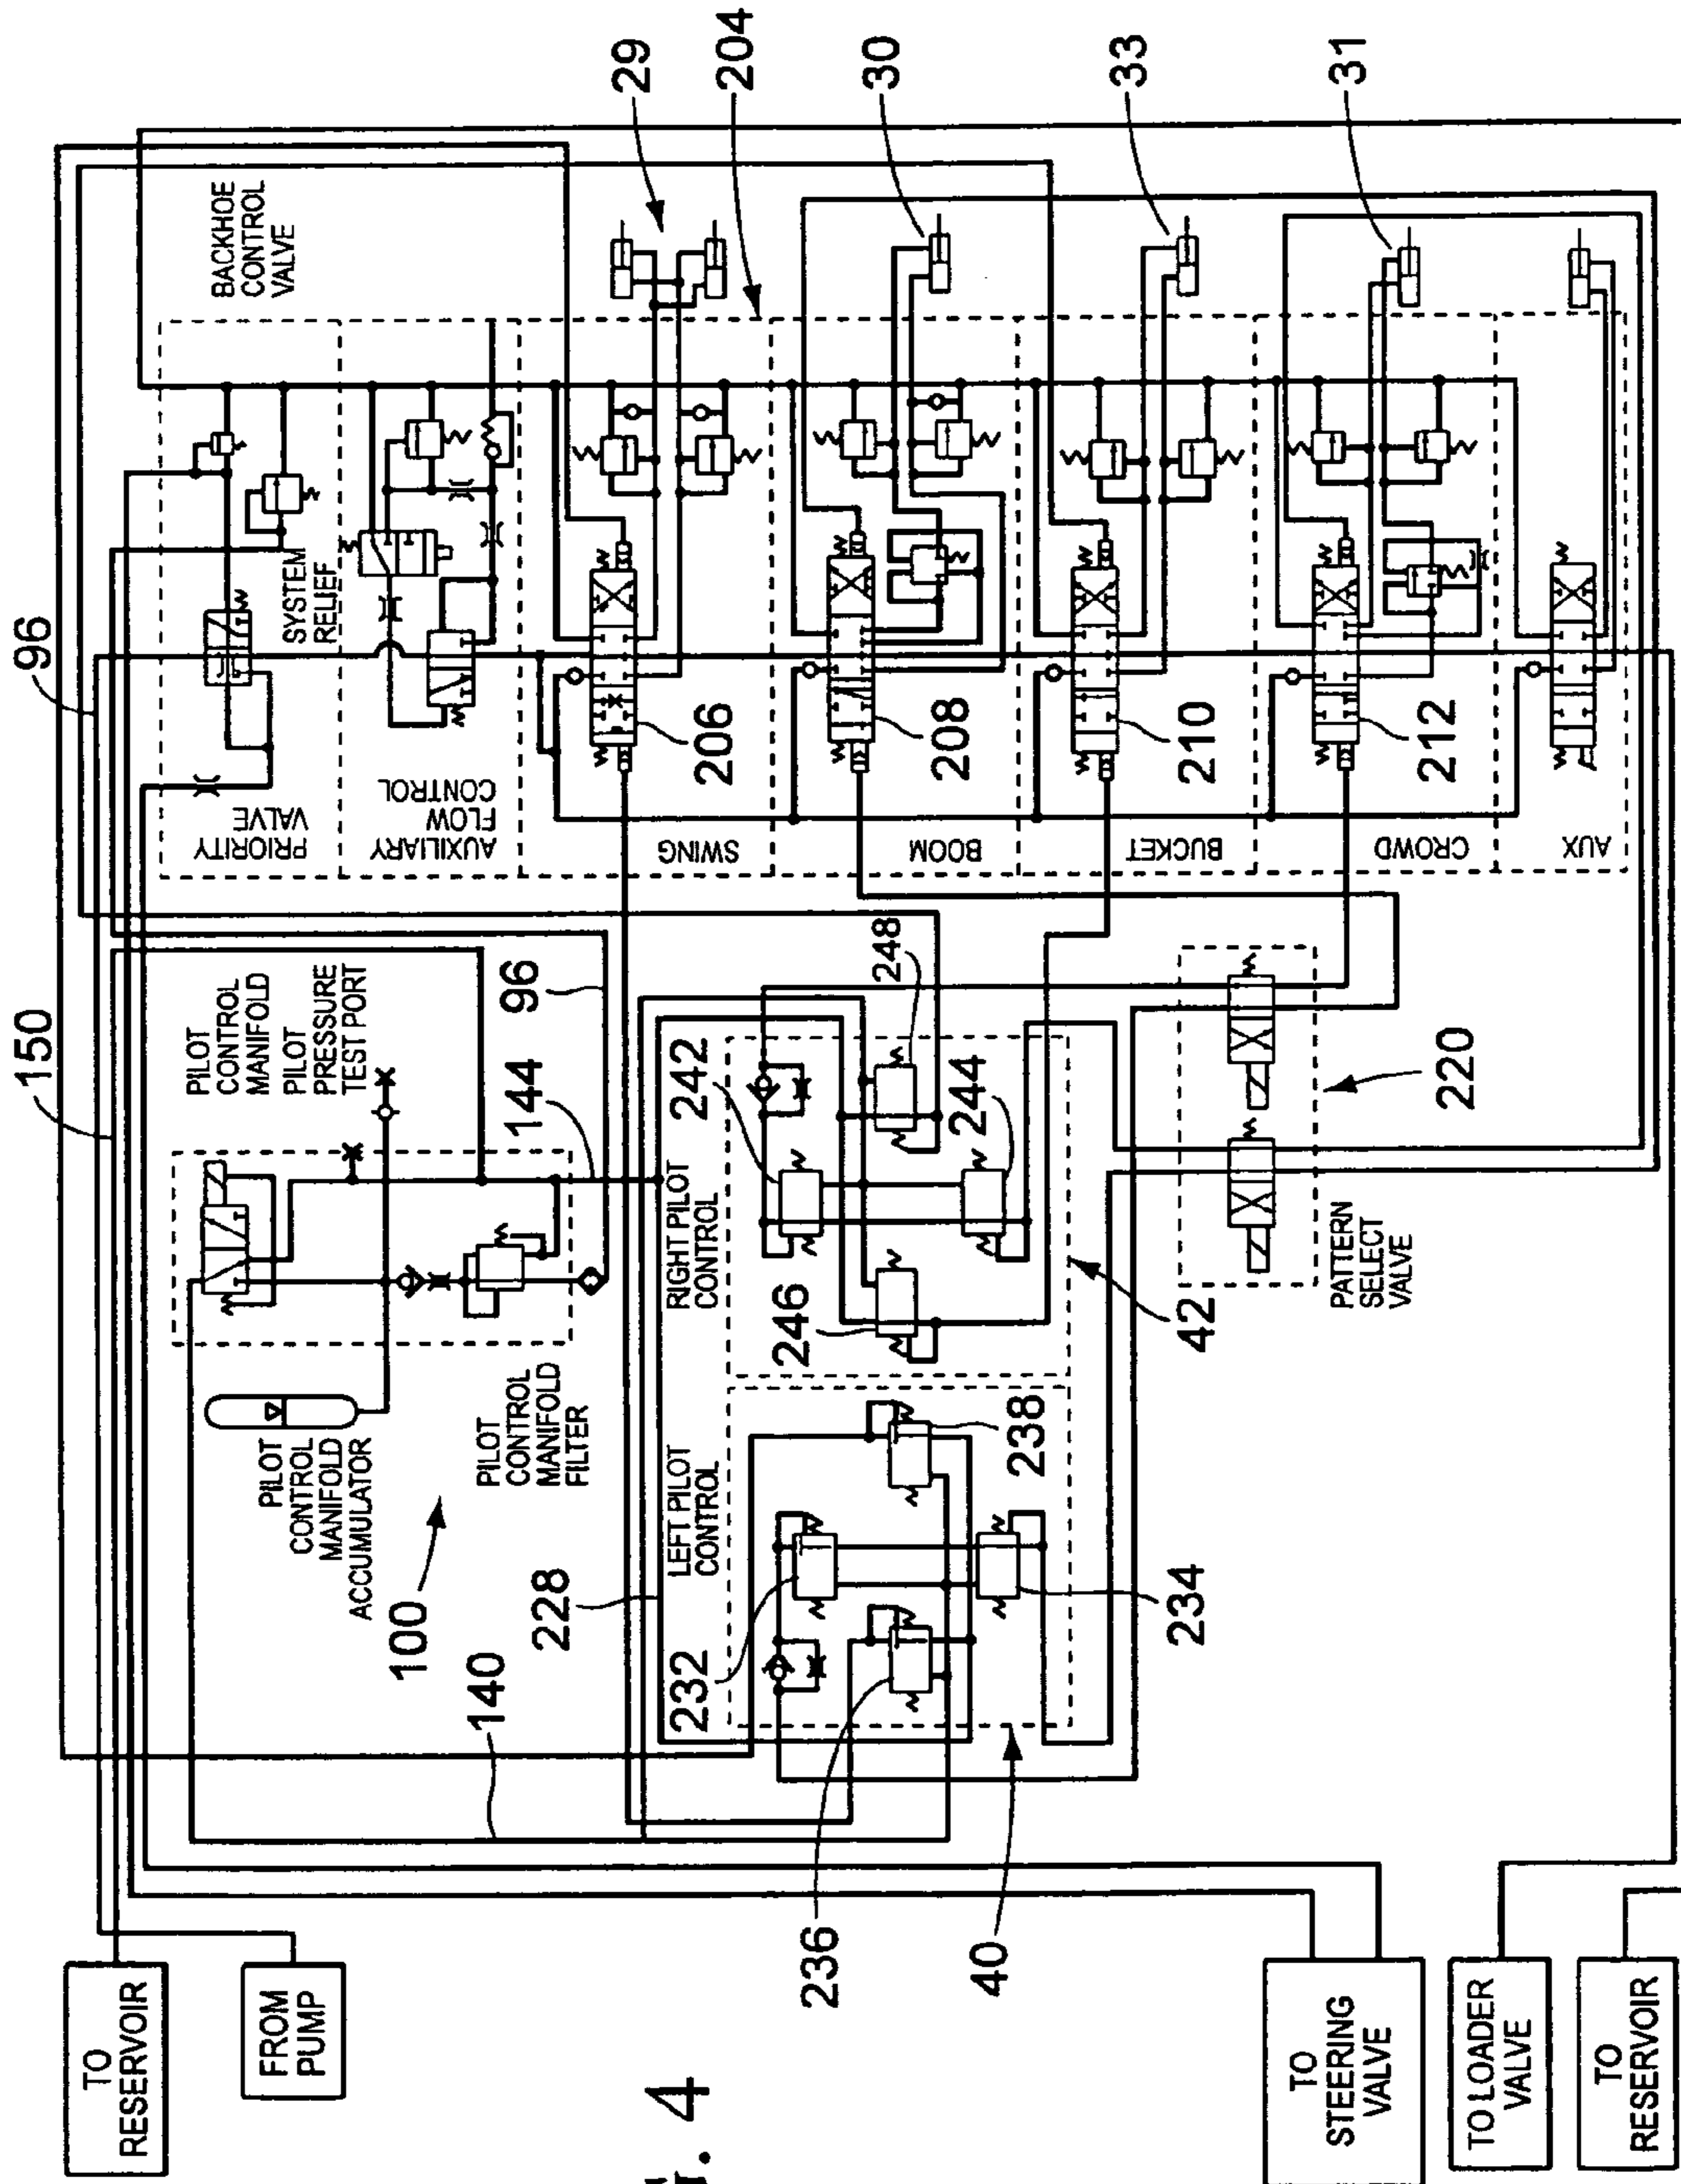 TO
RESERVOIR
FROM
PUMP
150
96
PILOT
CONTROL
MANIFOLD
PILOT
PRESSURE
TEST PORT
BACKHOE
CONTROL
VALVE
29
204
30
33
31
PRIORITY
VALVE
SYSTEM
RELIEF
AUXILIARY
FLOW
CONTROL
SWING
206
BOOM
208
BUCKET
210
CROWD
212
AUX
PILOT
CONTROL
MANIFOLD
ACCUMULATOR
PILOT
CONTROL
MANIFOLD
FILTER
100
144
96
140
228
LEFT PILOT
CONTROL
232
234
236
238
40
RIGHT PILOT
CONTROL
242
244
246
248
42
220
PATTERN
SELECT
VALVE
TO
STEERING
VALVE
TO LOADER
VALVE
TO
RESERVOIR
4